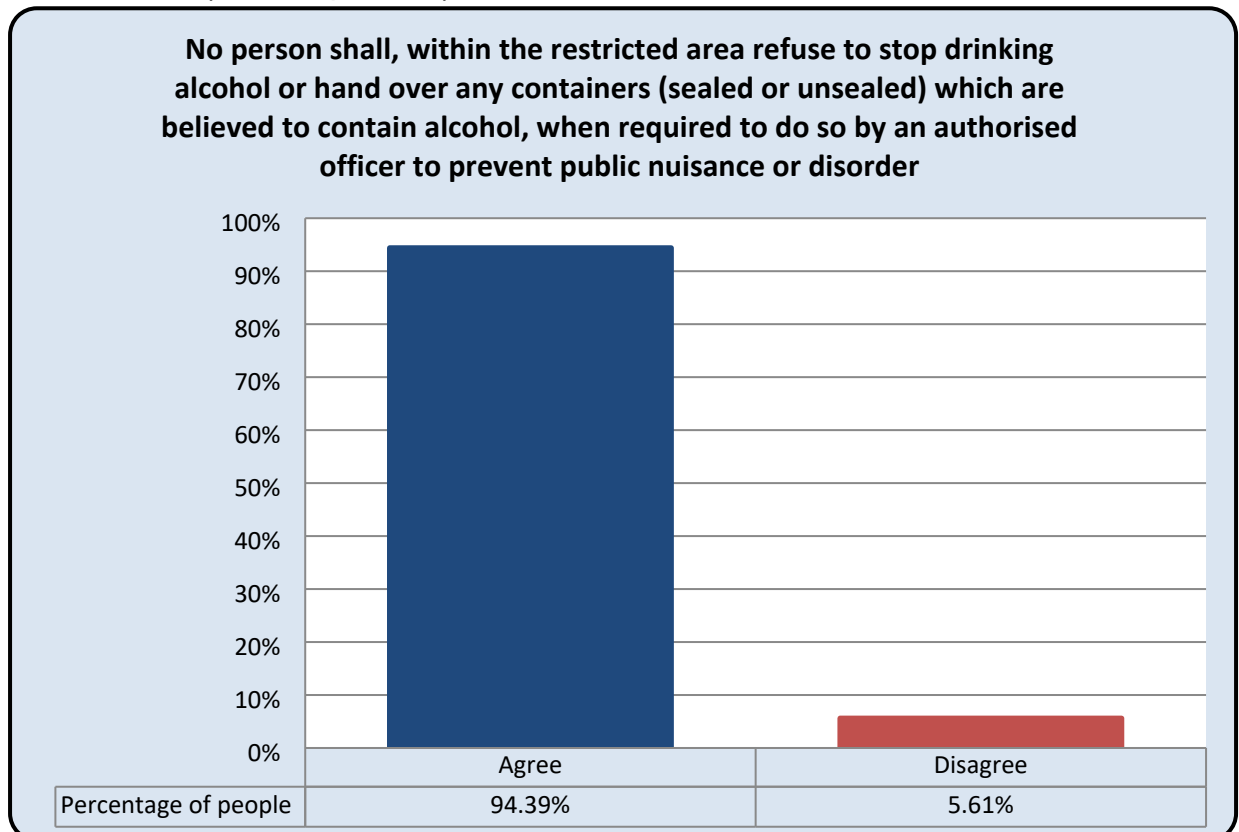 No person shall, within the restricted area refuse to stop drinking
alcohol or hand over any containers (sealed or unsealed) which are
believed to contain alcohol, when required to do so by an authorised
officer to prevent public nuisance or disorder
100%
90%
80%
70%
60%
50%
40%
30%
20%
10%
0%
Agree Disagree
Percentage of people 94.39% 5.61%